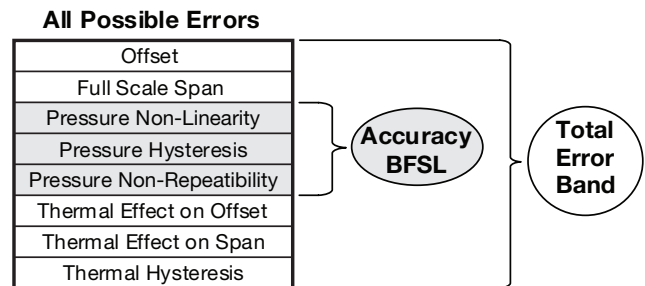 All Possible Errors
Offset
Full Scale Span
Pressure Non-Linearity
Pressure Hysteresis
Pressure Non-Repeatibility
Thermal Effect on Offset
Thermal Effect on Span
Thermal Hysteresis
Accuracy
BFSL
Total
Error
Band